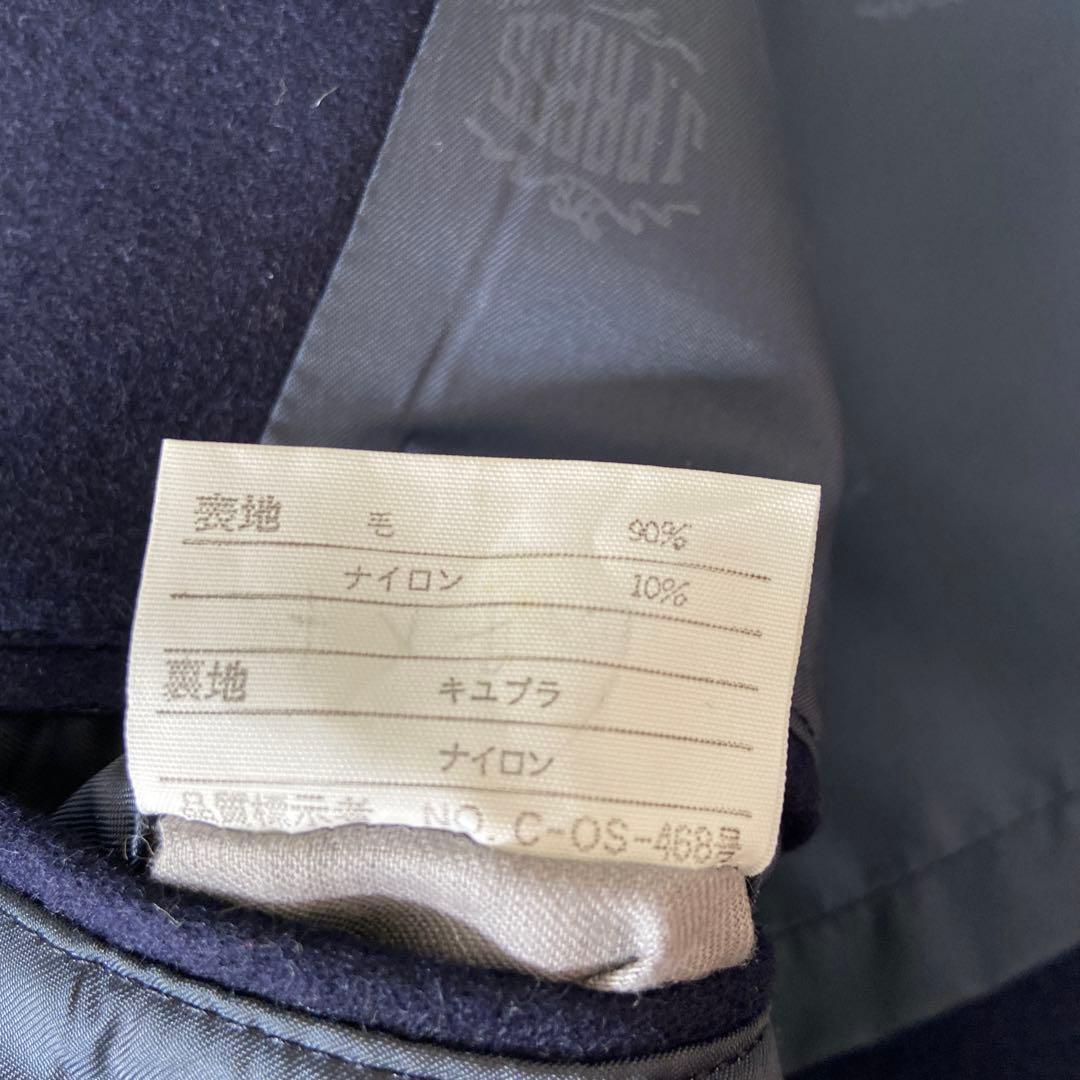 表地 毛 90%
ナイロン 10%
裏地 キユプラ
ナイロン
品質標示者 NO. C-OS-468号